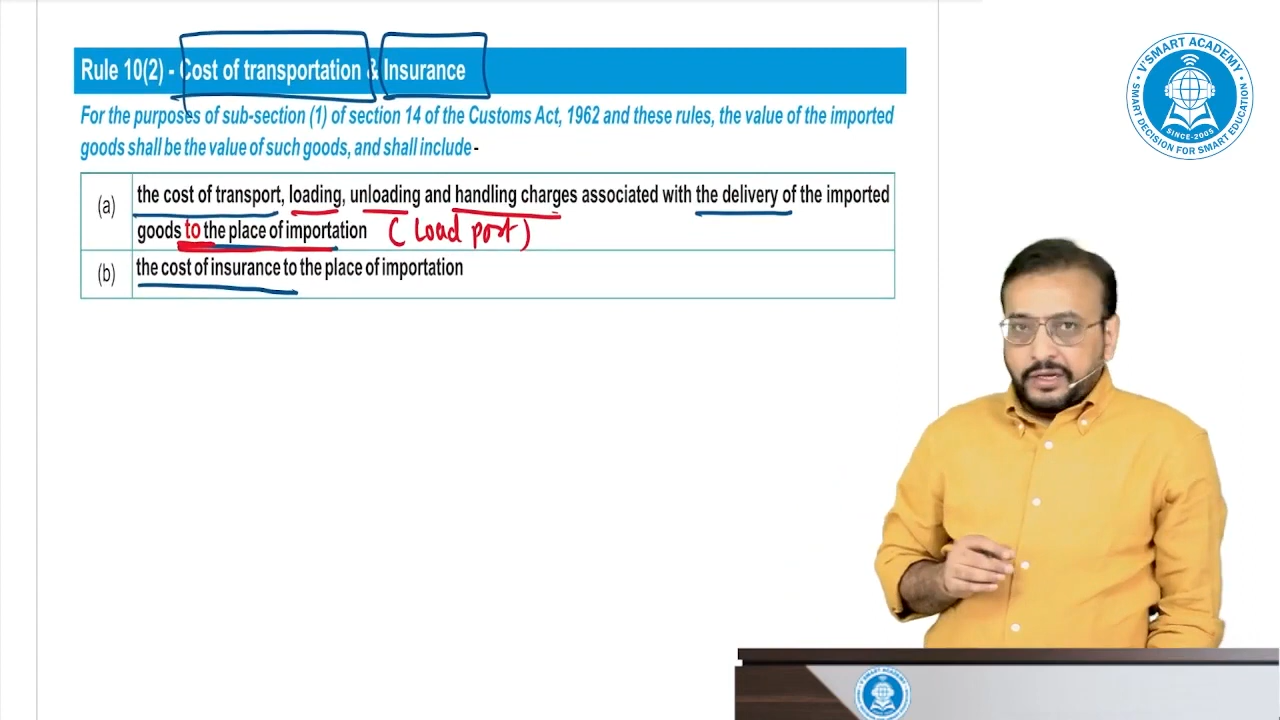 Rule 10(2) - Cost of transportation & Insurance
For the purposes of sub-section (1) of section 14 of the Customs Act, 1962 and these rules, the value of the imported
goods shall be the value of such goods, and shall include -
(a) the cost of transport, loading, unloading and handling charges associated with the delivery of the imported
goods to the place of importation (Load port)
(b) the cost of insurance to the place of importation
V'SMART ACADEMY
SINCE-2005
SMART DECISION FOR SMART EDUCATION